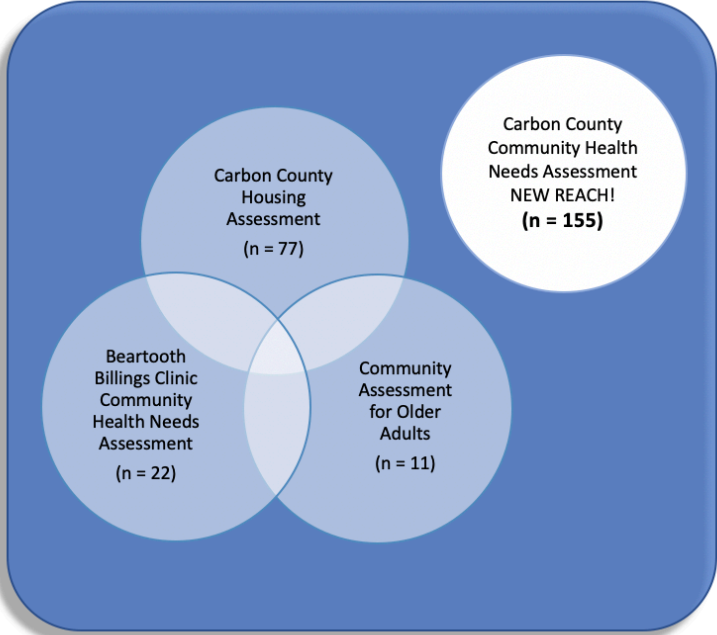 Carbon County
Community Health
Needs Assessment
NEW REACH!
(n = 155)
Carbon County
Housing
Assessment
(n = 77)
Beartooth
Billings Clinic
Community
Health Needs
Assessment
(n = 22)
Community
Assessment
for Older
Adults
(n = 11)